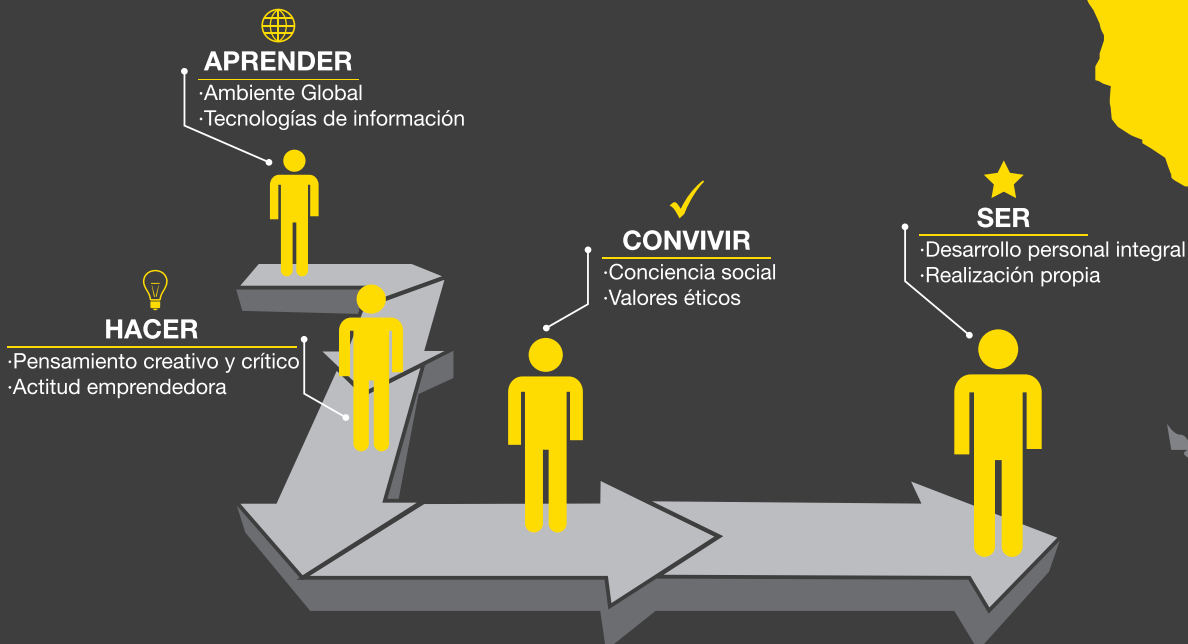 APRENDER
·Ambiente Global
·Tecnologías de información
HACER
·Pensamiento creativo y crítico
·Actitud emprendedora
CONVIVIR
·Conciencia social
·Valores éticos
SER
·Desarrollo personal integral
·Realización propia